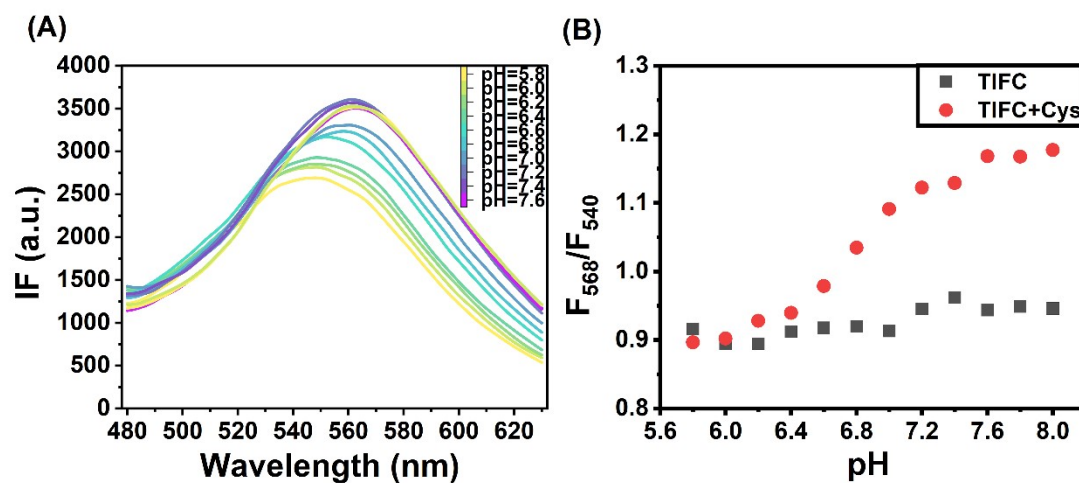 (A)
4000
3500
3000
2500
2000
1500
1000
500
0
IF (a.u.)
480 500 520 540 560 580 600 620
Wavelength (nm)
pH=5.8
pH=6.0
pH=6.2
pH=6.4
pH=6.6
pH=6.8
pH=7.0
pH=7.2
pH=7.4
pH=7.6
(B)
1.3
1.2
1.1
1.0
0.9
0.8
F568/F540
5.6 6.0 6.4 6.8 7.2 7.6 8.0
pH
TIFC
TIFC+Cys